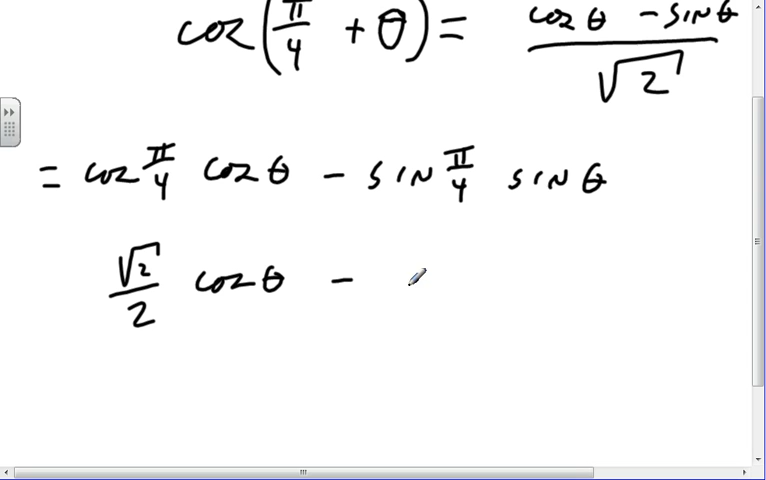 cos(π/4 + θ) = cos θ - sin θ / √2
= cos π/4 cos θ - sin π/4 sin θ
√2/2 cos θ -